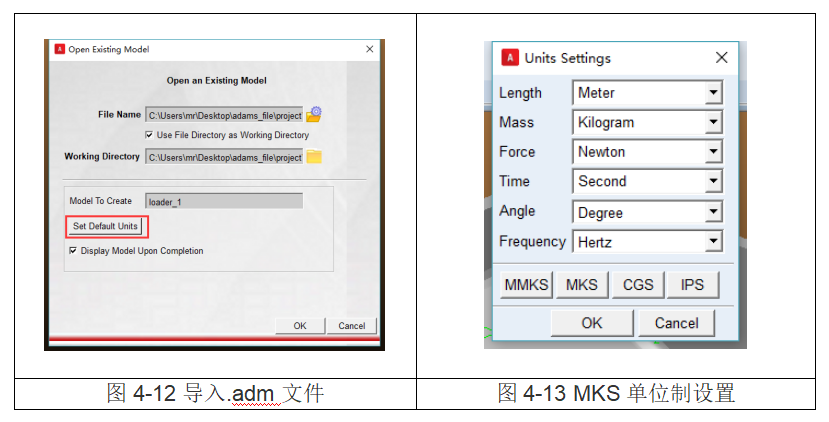 Open Existing Model
Open an Existing Model
File Name C:\Users\mr\Desktop\adams_file\project
Use File Directory as Working Directory
Working Directory C:\Users\mr\Desktop\adams_file\project
Model To Create loader_1
Set Default Units
Display Model Upon Completion
OK Cancel
图 4-12 导入.adm 文件
Units Settings
Length Meter
Mass Kilogram
Force Newton
Time Second
Angle Degree
Frequency Hertz
MMKS MKS CGS IPS
OK Cancel
图 4-13 MKS 单位制设置